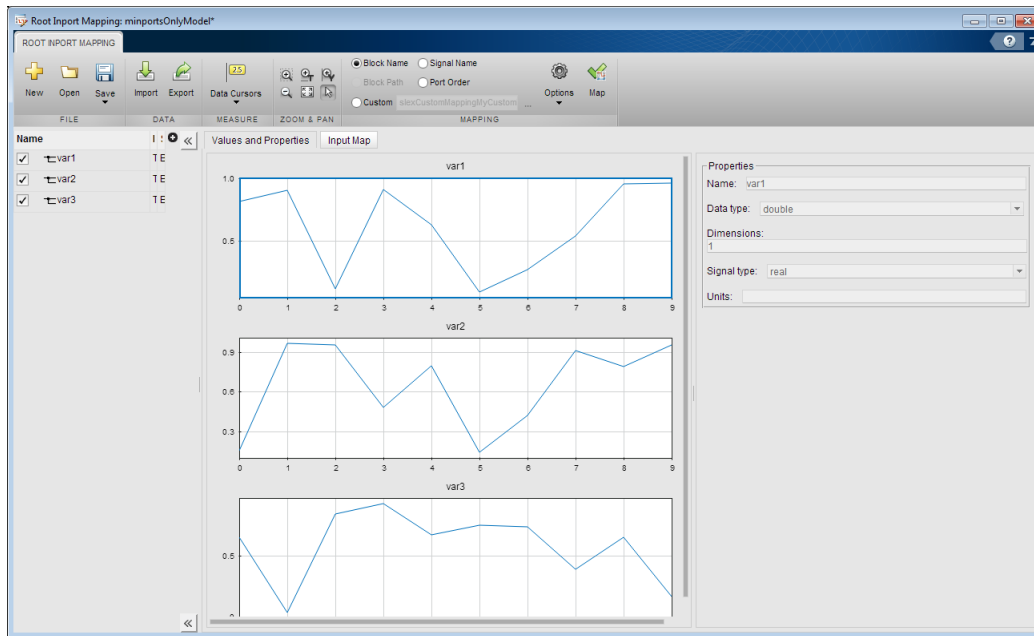 Root Inport Mapping: minportsOnlyModel*
ROOT INPORT MAPPING
?
New Open Save Import Export Data Cursors
2.5
Block Name Signal Name
Block Path Port Order
Custom slexCustomMappingMyCustom ...
Options Map
FILE DATA MEASURE ZOOM & PAN MAPPING
Name I :
var1 T E
var2 T E
var3 T E
Values and Properties Input Map
var1
1.0
0.5
0 1 2 3 4 5 6 7 8 9
var2
0.9
0.6
0.3
0 1 2 3 4 5 6 7 8 9
var3
0.5
0
Properties
Name: var1
Data type: double
Dimensions:
1
Signal type: real
Units: